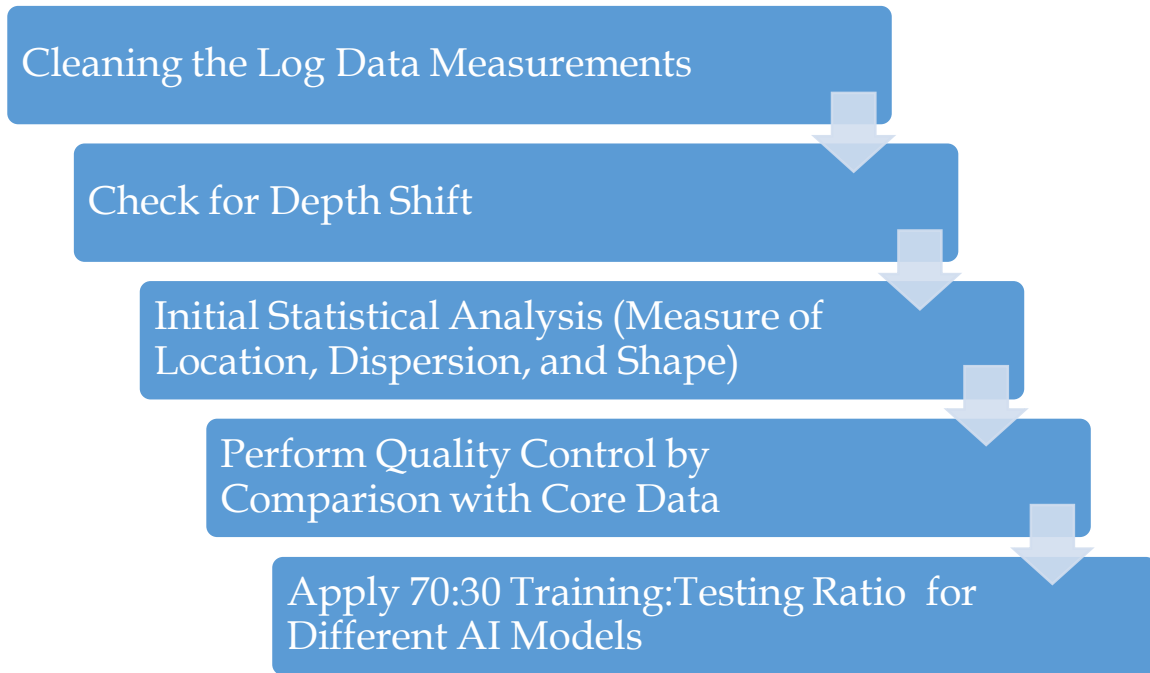 Cleaning the Log Data Measurements
Check for Depth Shift
Initial Statistical Analysis (Measure of
Location, Dispersion, and Shape)
Perform Quality Control by
Comparison with Core Data
Apply 70:30 Training:Testing Ratio for
Different AI Models